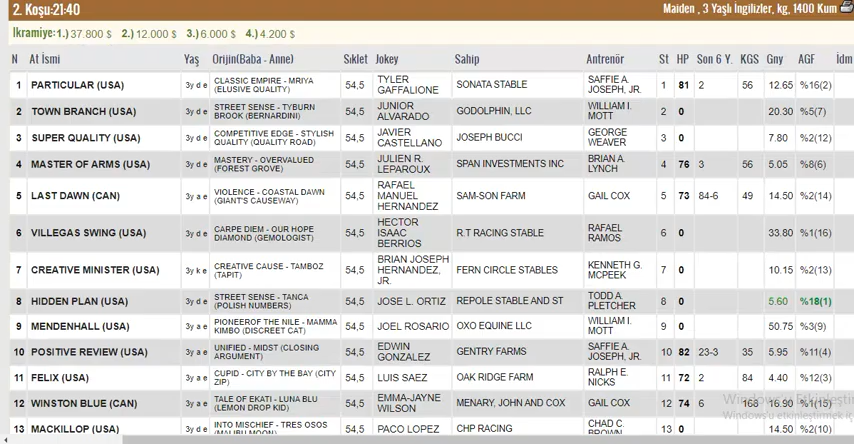 2. Koşu:21:40 Maiden , 3 Yaşlı İngilizler, kg, 1400 Kum
İkramiye:1.) 37.800 $ 2.) 12.000 $ 3.) 6.000 $ 4.) 4.200 $
N At İsmi Yaş Orijin(Baba - Anne) Sıklet Jokey Sahip Antrenör St HP Son 6 Y. KGS Gny AGF İdm
1 PARTICULAR (USA) 3y d e CLASSIC EMPIRE - MRIYA (ELUSIVE QUALITY) 54,5 TYLER GAFFALIONE SONATA STABLE SAFFIE A. JOSEPH, JR. 1 81 2 56 12.65 %16(2)
2 TOWN BRANCH (USA) 3y d e STREET SENSE - TYBURN BROOK (BERNARDINI) 54,5 JUNIOR ALVARADO GODOLPHIN, LLC WILLIAM I. MOTT 2 0 20.30 %5(7)
3 SUPER QUALITY (USA) 3y d e COMPETITIVE EDGE - STYLISH QUALITY (QUALITY ROAD) 54,5 JAVIER CASTELLANO JOSEPH BUCCI GEORGE WEAVER 3 0 7.80 %2(12)
4 MASTER OF ARMS (USA) 3y d e MASTERY - OVERVALUED (FOREST GROVE) 54,5 JULIEN R. LEPAROUX SPAN INVESTMENTS INC BRIAN A. LYNCH 4 76 3 56 5.05 %8(6)
5 LAST DAWN (CAN) 3y a e VIOLENCE - COASTAL DAWN (GIANT'S CAUSEWAY) 54,5 RAFAEL MANUEL HERNANDEZ SAM-SON FARM GAIL COX 5 73 84-6 49 14.50 %2(14)
6 VILLEGAS SWING (USA) 3y d e CARPE DIEM - OUR HOPE DIAMOND (GEMOLOGIST) 54,5 HECTOR ISAAC BERRIOS R.T RACING STABLE RAFAEL RAMOS 6 0 33.80 %1(16)
7 CREATIVE MINISTER (USA) 3y k e CREATIVE CAUSE - TAMBOZ (TAPIT) 54,5 BRIAN JOSEPH HERNANDEZ, JR. FERN CIRCLE STABLES KENNETH G. MCPEEK 7 0 10.15 %2(13)
8 HIDDEN PLAN (USA) 3y d e STREET SENSE - TANCA (POLISH NUMBERS) 54,5 JOSE L. ORTIZ REPOLE STABLE AND ST TODD A. PLETCHER 8 0 5.60 %18(1)
9 MENDENHALL (USA) 3y a e PIONEEROF THE NILE - MAMMA KIMBO (DISCREET CAT) 54,5 JOEL ROSARIO OXO EQUINE LLC WILLIAM I. MOTT 9 0 50.75 %3(9)
10 POSITIVE REVIEW (USA) 3y a e UNIFIED - MIDST (CLOSING ARGUMENT) 54,5 EDWIN GONZALEZ GENTRY FARMS SAFFIE A. JOSEPH, JR. 10 82 23-3 35 5.95 %11(4)
11 FELIX (USA) 3y a e CUPID - CITY BY THE BAY (CITY ZIP) 54,5 LUIS SAEZ OAK RIDGE FARM RALPH E. NICKS 11 72 2 84 4.40 %12(3)
12 WINSTON BLUE (CAN) 3y a e TALE OF EKATI - LUNA BLU (LEMON DROP KID) 54,5 EMMA-JAYNE WILSON MENARY, JOHN AND COX GAIL COX 12 74 6 168 16.90 %1(15)
13 MACKILLOP (USA) 3y d e INTO MISCHIEF - TRES OSOS (MALIBU MOON) 54,5 PACO LOPEZ CHP RACING CHAD C. BROWN 13 0 14.50 %2(10)
Windows'u Etkinleştir
Windows'u etkinleştirmek iç